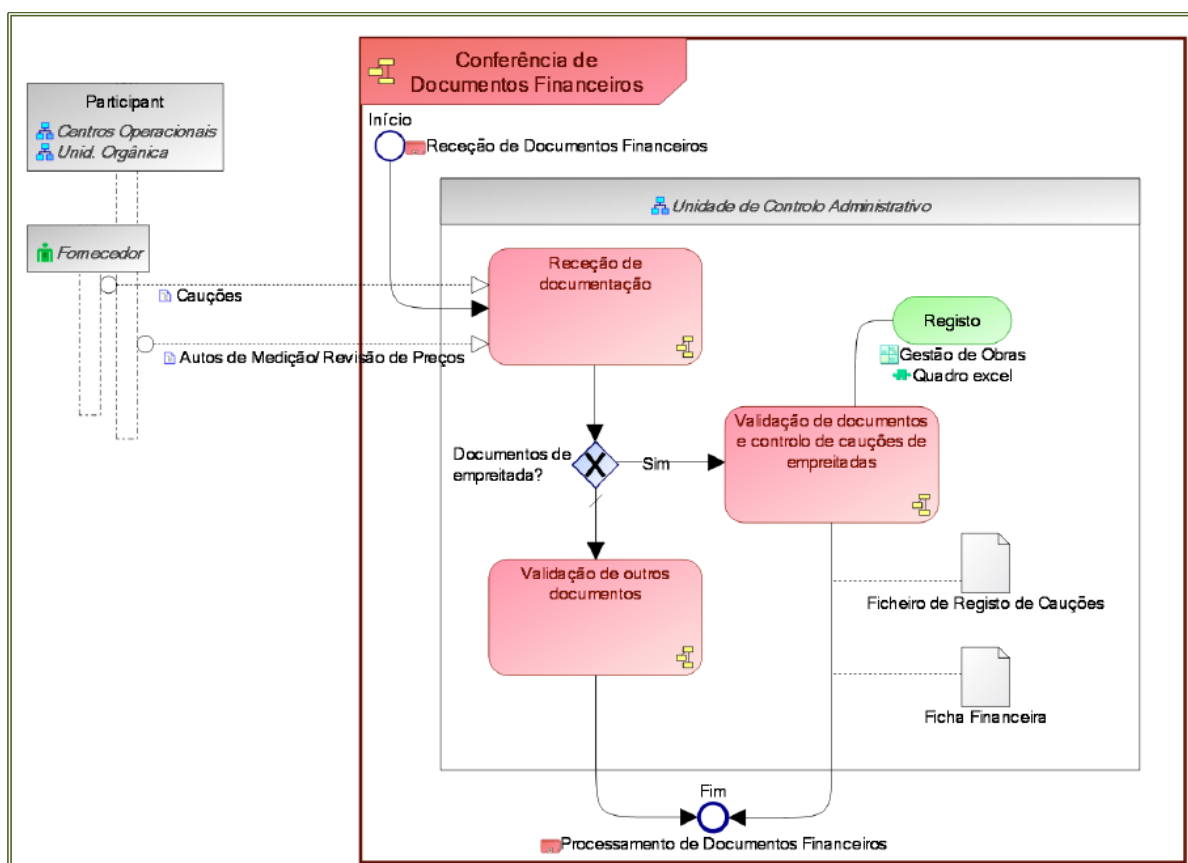 Conferência de
Documentos Financeiros
Participant
Centros Operacionais
Unid. Orgânica
Início
Receção de Documentos Financeiros
Unidade de Controlo Administrativo
Fornecedor
Receção de
documentação
Cauções
Autos de Medição/ Revisão de Preços
Registo
Gestão de Obras
Quadro excel
Documentos de
empreitada?
Sim
Validação de documentos
e controlo de cauções de
empreitadas
Validação de outros
documentos
Ficheiro de Registo de Cauções
Ficha Financeira
Fim
Processamento de Documentos Financeiros